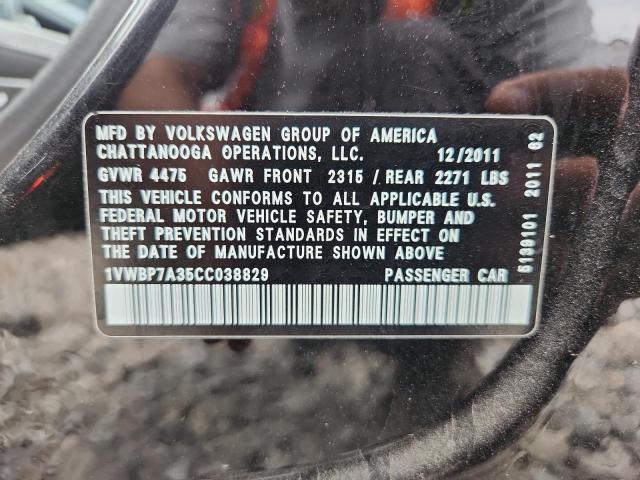 MFD BY VOLKSWAGEN GROUP OF AMERICA
CHATTANOOGA OPERATIONS, LLC. 12/2011
GVWR 4475 GAWR FRONT 2315 / REAR 2271 LBS
THIS VEHICLE CONFORMS TO ALL APPLICABLE U.S.
FEDERAL MOTOR VEHICLE SAFETY, BUMPER AND
THEFT PREVENTION STANDARDS IN EFFECT ON
THE DATE OF MANUFACTURE SHOWN ABOVE
1VWBP7A35CC038829 PASSENGER CAR
5139101 2011 02